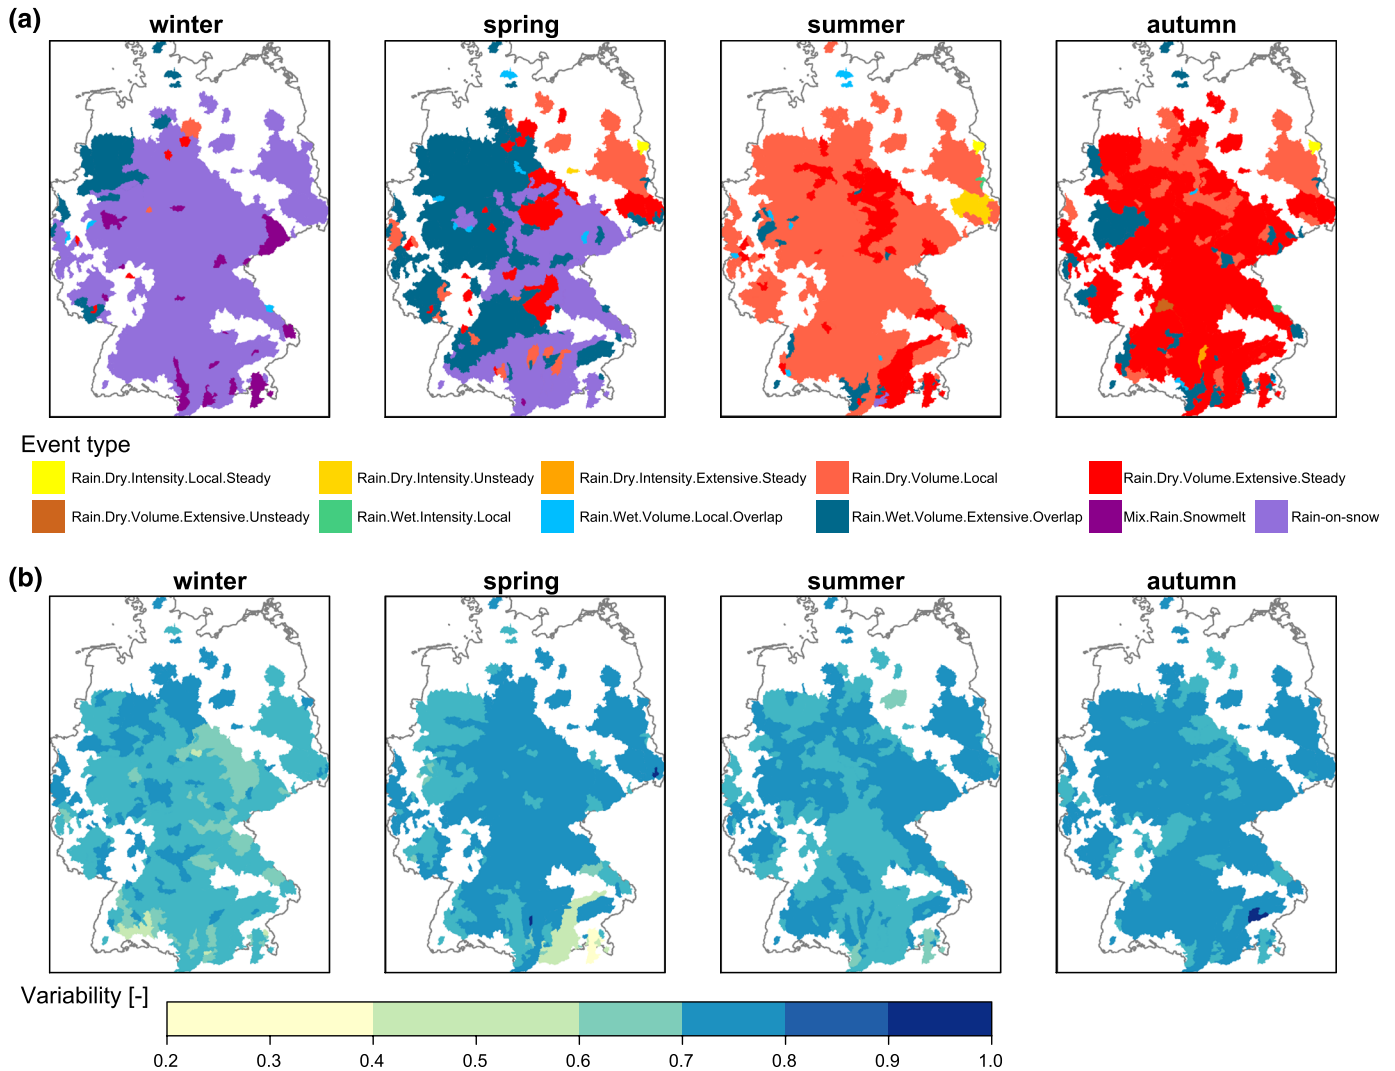 (a)
winter spring summer autumn
Event type
Rain.Dry.Intensity.Local.Steady Rain.Dry.Intensity.Unsteady Rain.Dry.Intensity.Extensive.Steady Rain.Dry.Volume.Local Rain.Dry.Volume.Extensive.Steady
Rain.Dry.Volume.Extensive.Unsteady Rain.Wet.Intensity.Local Rain.Wet.Volume.Local.Overlap Rain.Wet.Volume.Extensive.Overlap Mix.Rain.Snowmelt Rain-on-snow
(b)
winter spring summer autumn
Variability [-]
0.2 0.3 0.4 0.5 0.6 0.7 0.8 0.9 1.0